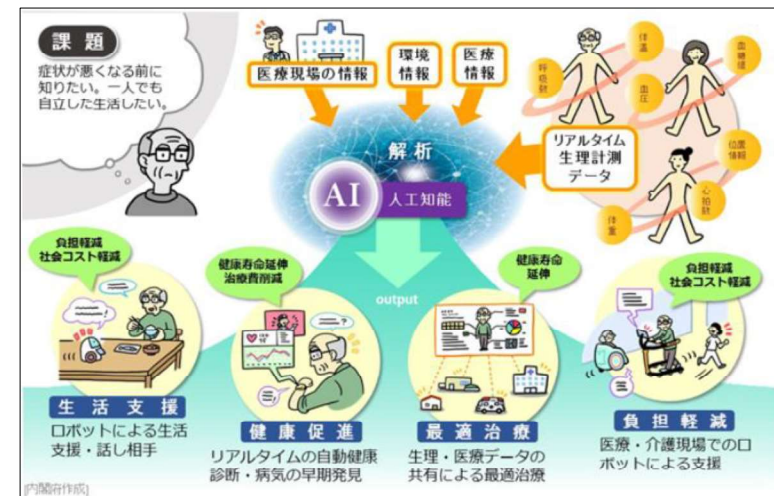 課題
症状が悪くなる前に
知りたい。一人でも
自立した生活したい。
医療現場の情報
環境
情報
医療
情報
呼吸数
体温
血圧
血糖値
リアルタイム
生理計測
データ
位置
情報
心拍数
体重
解析
AI
人工知能
output
負担軽減
社会コスト軽減
健康寿命延伸
治療費削減
健康寿命
延伸
負担軽減
社会コスト軽減
生活支援
ロボットによる生活
支援・話し相手
健康促進
リアルタイムの自動健康
診断・病気の早期発見
最適治療
生理・医療データの
共有による最適治療
負担軽減
医療・介護現場でのロ
ボットによる支援
[内閣府作成]